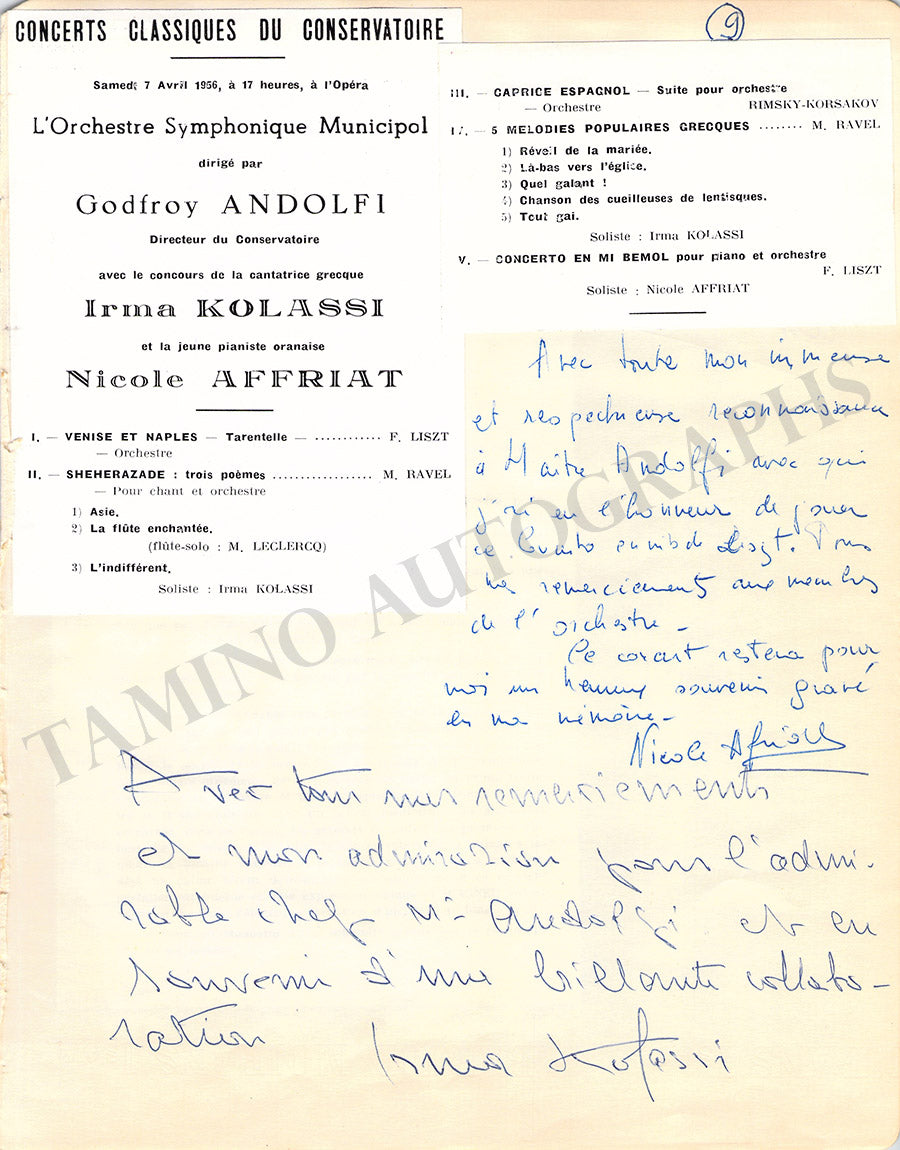 9
CONCERTS CLASSIQUES DU CONSERVATOIRE
Samedi 7 Avril 1956, à 17 heures, à l'Opéra
L'Orchestre Symphonique Municipal
dirigé par
Godfroy ANDOLFI
Directeur du Conservatoire
avec le concours de la cantatrice grecque
Irma KOLASSI
et la jeune pianiste oranaise
Nicole AFFRIAT
I. — VENISE ET NAPLES — Tarentelle — ............ F. LISZT
— Orchestre
II. — SHEHERAZADE : trois poèmes .................. M. RAVEL
— Pour chant et orchestre
1) Asie.
2) La flûte enchantée.
(flûte-solo : M. LECLERCQ)
3) L'indifférent.
Soliste : Irma KOLASSI
III. — CAPRICE ESPAGNOL — Suite pour orchestre
— Orchestre RIMSKY-KORSAKOV
IV. — 5 MELODIES POPULAIRES GRECQUES ........ M. RAVEL
1) Réveil de la mariée.
2) Là-bas vers l'église.
3) Quel galant !
4) Chanson des cueilleuses de lentisques.
5) Tout gai.
Soliste : Irma KOLASSI
V. — CONCERTO EN MI BEMOL pour piano et orchestre
F. LISZT
Soliste : Nicole AFFRIAT
Avec toute mon immense
et respectueuse reconnaissance
à Maître Andolfi avec qui
j'ai eu l'honneur de jouer
ce de Liszt. Tous
mes remerciements aux membres
de l'orchestre -
Ce concert restera pour
moi un heureux souvenir gravé
en ma mémoire -
Nicole Affriat
Avec tous mes remerciements
et mon admiration pour l'admi-
rable chef Mr Andolfi et en
souvenir d'une brillante collabo-
ration
Irma Kolassi
TAMINO AUTOGRAPHS